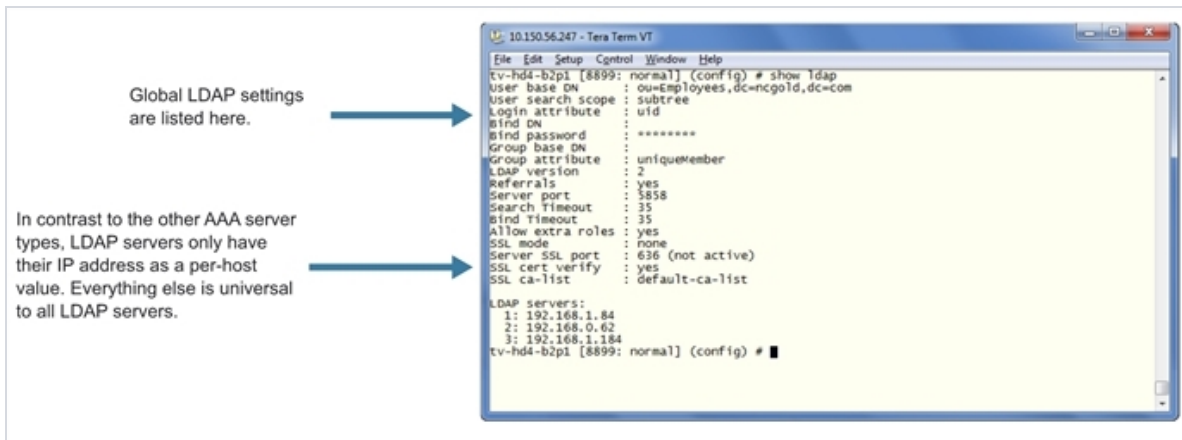 Global LDAP settings
are listed here.
In contrast to the other AAA server
types, LDAP servers only have
their IP address as a per-host
value. Everything else is universal
to all LDAP servers.
10.150.56.247 - Tera Term VT
File Edit Setup Control Window Help
tv-hd4-b2p1 [8899: normal] (config) # show ldap
User base DN : ou=Employees,dc=ncgold,dc=com
User search scope : subtree
Login attribute : uid
Bind DN :
Bind password : ********
Group base DN :
Group attribute : uniqueMember
LDAP version : 2
Referrals : yes
Server port : 5858
Search Timeout : 35
Bind Timeout : 35
Allow extra roles : yes
SSL mode : none
Server SSL port : 636 (not active)
SSL cert verify : yes
SSL ca-list : default-ca-list
LDAP servers:
1: 192.168.1.84
2: 192.168.0.62
3: 192.168.1.184
tv-hd4-b2p1 [8899: normal] (config) #